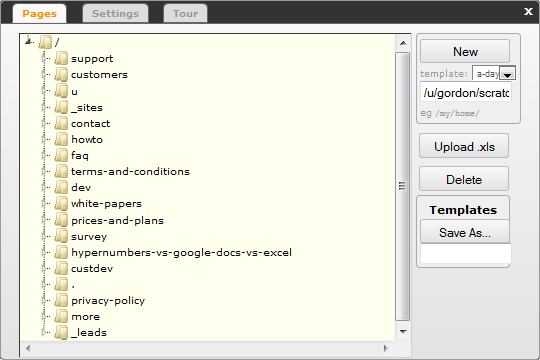 Pages Settings Tour x
/
support
customers
u
_sites
contact
howto
faq
terms-and-conditions
dev
white-papers
prices-and-plans
survey
hypernumbers-vs-google-docs-vs-excel
custdev
.
privacy-policy
more
_leads
New
template: a-day
/u/gordon/scratc
eg /my/home/
Upload .xls
Delete
Templates
Save As...